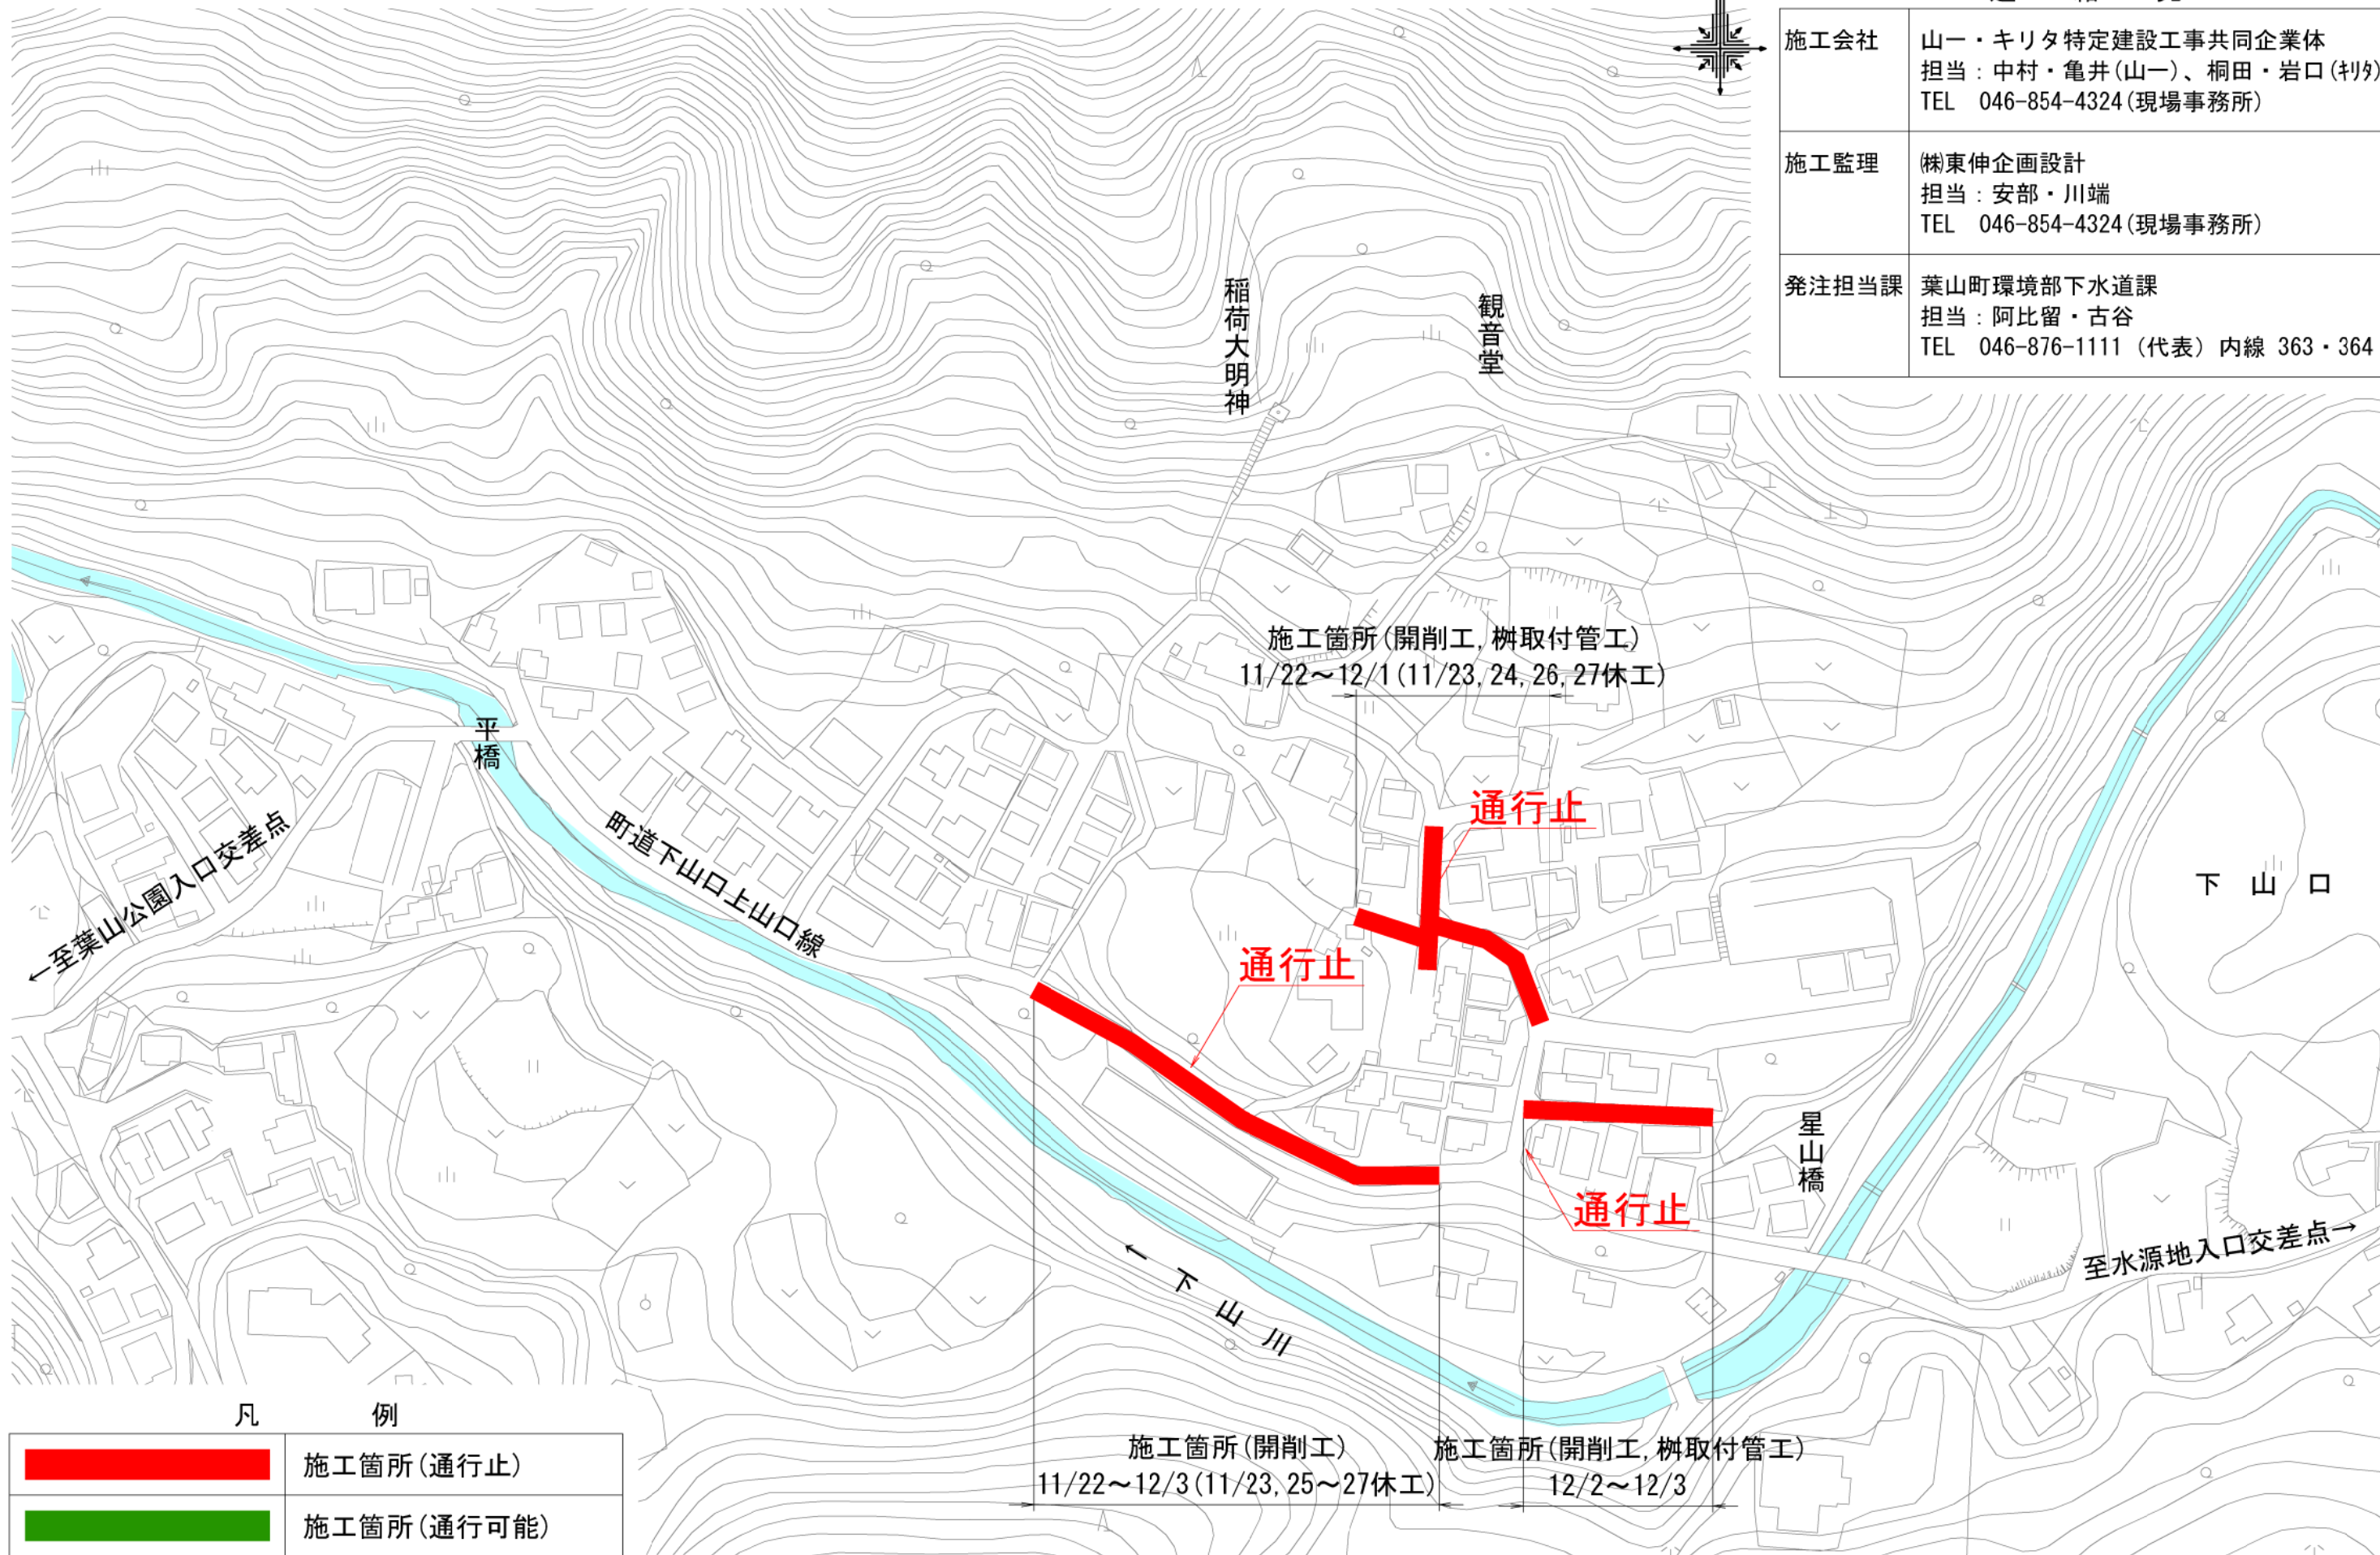 施工会社
山一・キリタ特定建設工事共同企業体
担当：中村・亀井(山一)、桐田・岩口(ｷﾘﾀ)
TEL 046-854-4324(現場事務所)
施工監理
㈱東伸企画設計
担当：安部・川端
TEL 046-854-4324(現場事務所)
発注担当課
葉山町環境部下水道課
担当：阿比留・古谷
TEL 046-876-1111（代表）内線 363・364
稲荷大明神
観音堂
施工箇所(開削工,桝取付管工)
11/22～12/1(11/23,24,26,27休工)
平橋
町道下山口上山口線
←至葉山公園入口交差点
通行止
通行止
通行止
下山口
星山橋
至水源地入口交差点→
←下山川
施工箇所(開削工)
11/22～12/3(11/23,25～27休工)
施工箇所(開削工,桝取付管工)
12/2～12/3
凡例
施工箇所(通行止)
施工箇所(通行可能)